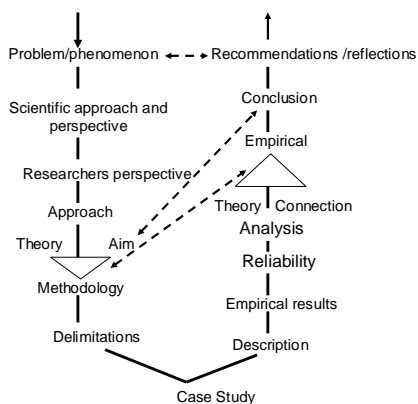 Problem/phenomenon
Recommendations /reflections
Scientific approach and
perspective
Conclusion
Empirical
Researchers perspective
Approach
Theory Aim
Theory Connection
Methodology
Analysis
Reliability
Empirical results
Delimitations
Description
Case Study